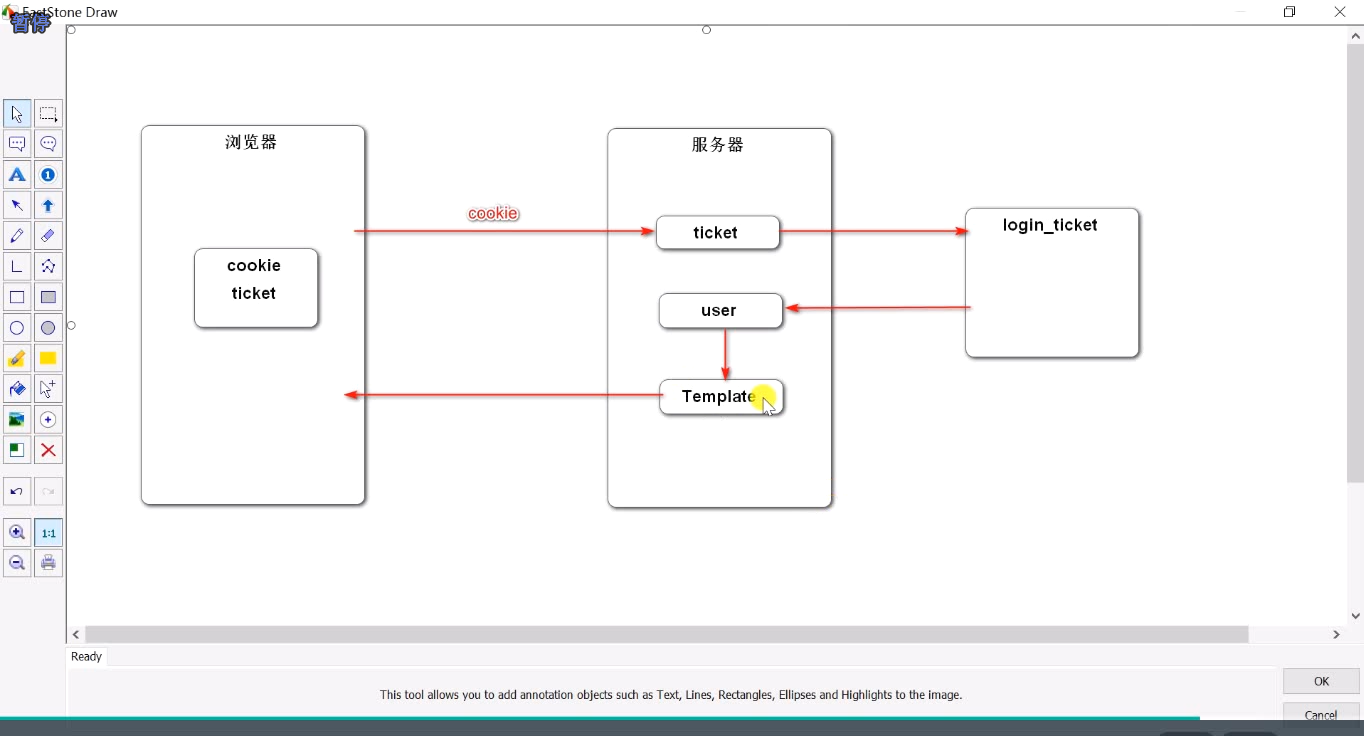 FastStone Draw
暂停
浏览器
服务器
cookie
ticket
login_ticket
cookie
ticket
user
Template
1
1:1
Ready
This tool allows you to add annotation objects such as Text, Lines, Rectangles, Ellipses and Highlights to the image.
OK
Cancel